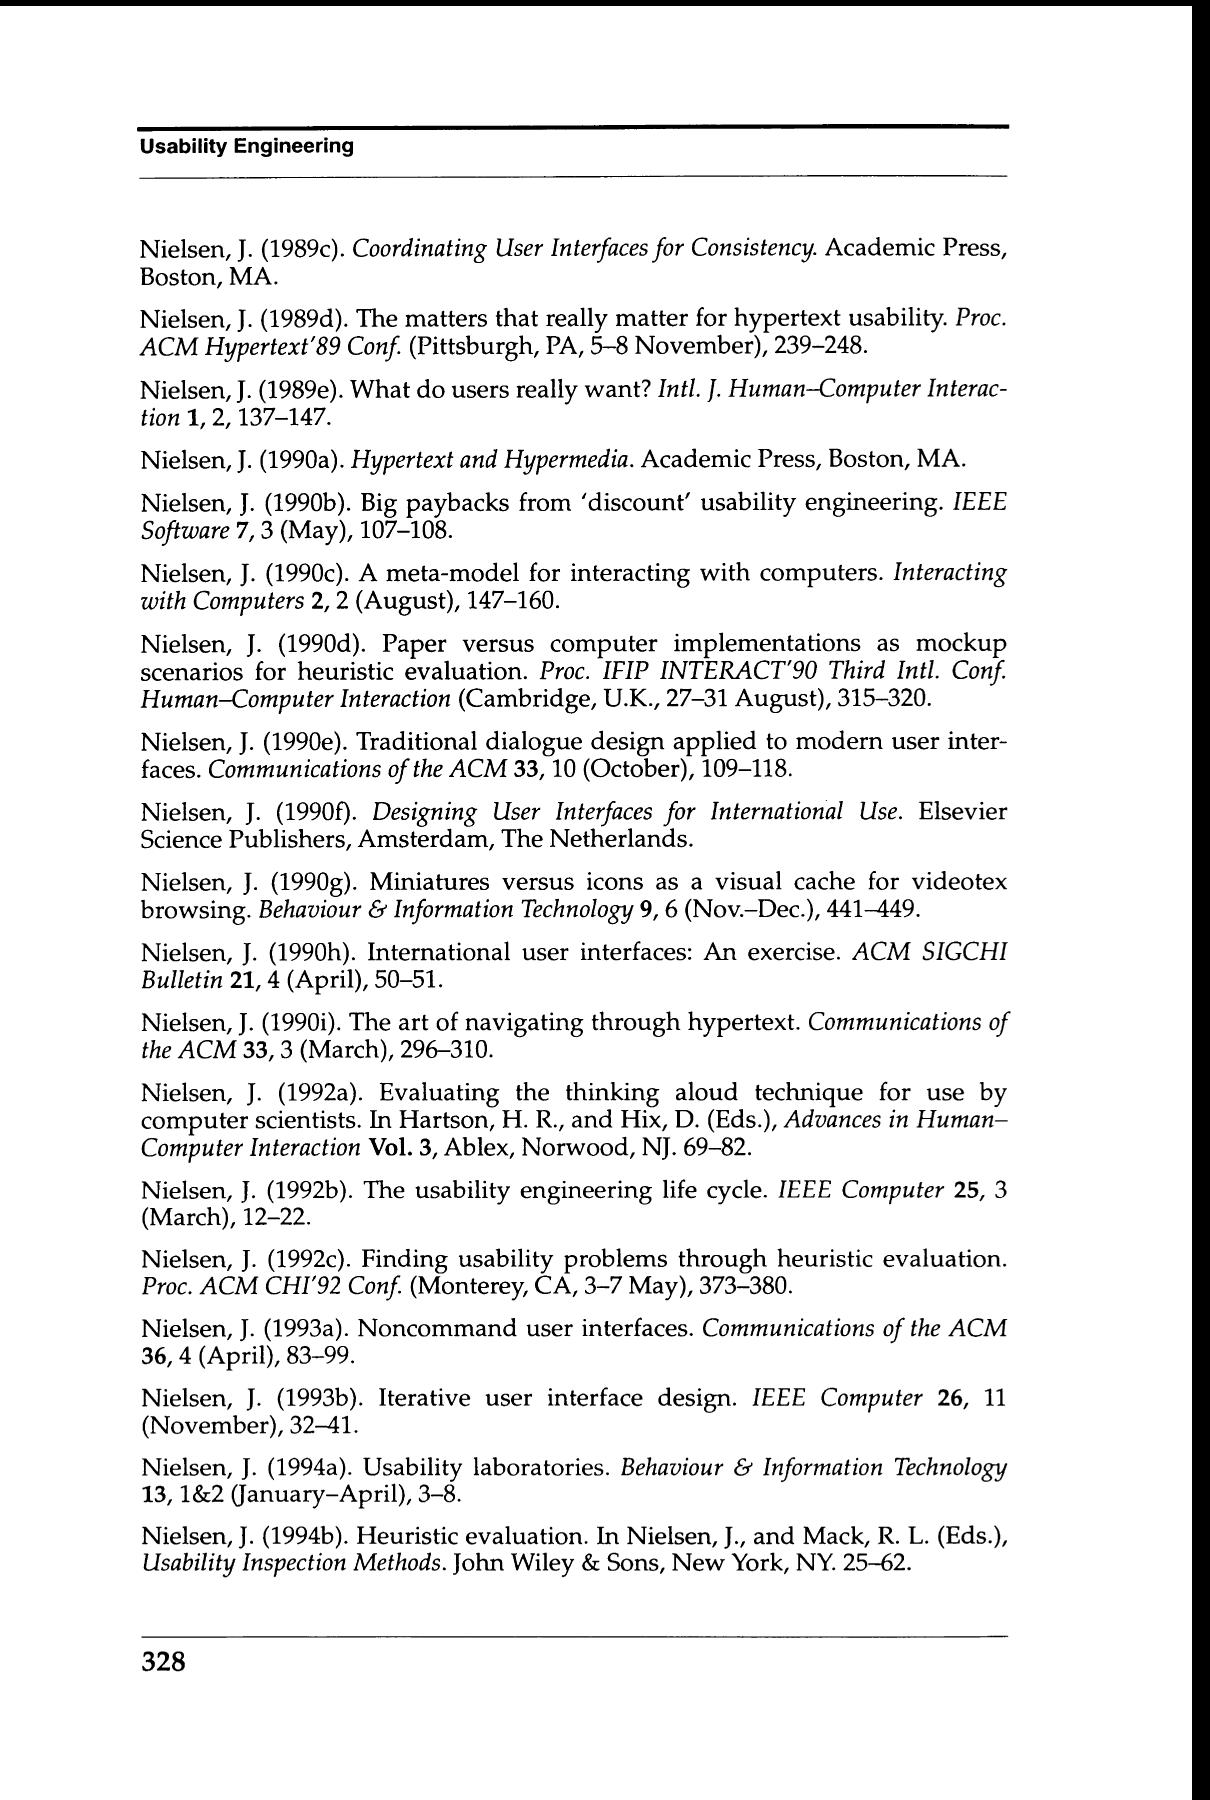 Usability Engineering
Nielsen, J. (1989c). Coordinating User Interfaces for Consistency. Academic Press,
Boston, MA.
Nielsen, J. (1989d). The matters that really matter for hypertext usability. Proc.
ACM Hypertext'89 Conf. (Pittsburgh, PA, 5–8 November), 239–248.
Nielsen, J. (1989e). What do users really want? Intl. J. Human–Computer Interac-
tion 1, 2, 137–147.
Nielsen, J. (1990a). Hypertext and Hypermedia. Academic Press, Boston, MA.
Nielsen, J. (1990b). Big paybacks from 'discount' usability engineering. IEEE
Software 7, 3 (May), 107–108.
Nielsen, J. (1990c). A meta-model for interacting with computers. Interacting
with Computers 2, 2 (August), 147–160.
Nielsen, J. (1990d). Paper versus computer implementations as mockup
scenarios for heuristic evaluation. Proc. IFIP INTERACT'90 Third Intl. Conf.
Human–Computer Interaction (Cambridge, U.K., 27–31 August), 315–320.
Nielsen, J. (1990e). Traditional dialogue design applied to modern user inter-
faces. Communications of the ACM 33, 10 (October), 109–118.
Nielsen, J. (1990f). Designing User Interfaces for International Use. Elsevier
Science Publishers, Amsterdam, The Netherlands.
Nielsen, J. (1990g). Miniatures versus icons as a visual cache for videotex
browsing. Behaviour & Information Technology 9, 6 (Nov.–Dec.), 441–449.
Nielsen, J. (1990h). International user interfaces: An exercise. ACM SIGCHI
Bulletin 21, 4 (April), 50–51.
Nielsen, J. (1990i). The art of navigating through hypertext. Communications of
the ACM 33, 3 (March), 296–310.
Nielsen, J. (1992a). Evaluating the thinking aloud technique for use by
computer scientists. In Hartson, H. R., and Hix, D. (Eds.), Advances in Human–
Computer Interaction Vol. 3, Ablex, Norwood, NJ. 69–82.
Nielsen, J. (1992b). The usability engineering life cycle. IEEE Computer 25, 3
(March), 12–22.
Nielsen, J. (1992c). Finding usability problems through heuristic evaluation.
Proc. ACM CHI'92 Conf. (Monterey, CA, 3–7 May), 373–380.
Nielsen, J. (1993a). Noncommand user interfaces. Communications of the ACM
36, 4 (April), 83–99.
Nielsen, J. (1993b). Iterative user interface design. IEEE Computer 26, 11
(November), 32–41.
Nielsen, J. (1994a). Usability laboratories. Behaviour & Information Technology
13, 1&2 (January–April), 3–8.
Nielsen, J. (1994b). Heuristic evaluation. In Nielsen, J., and Mack, R. L. (Eds.),
Usability Inspection Methods. John Wiley & Sons, New York, NY. 25–62.
328